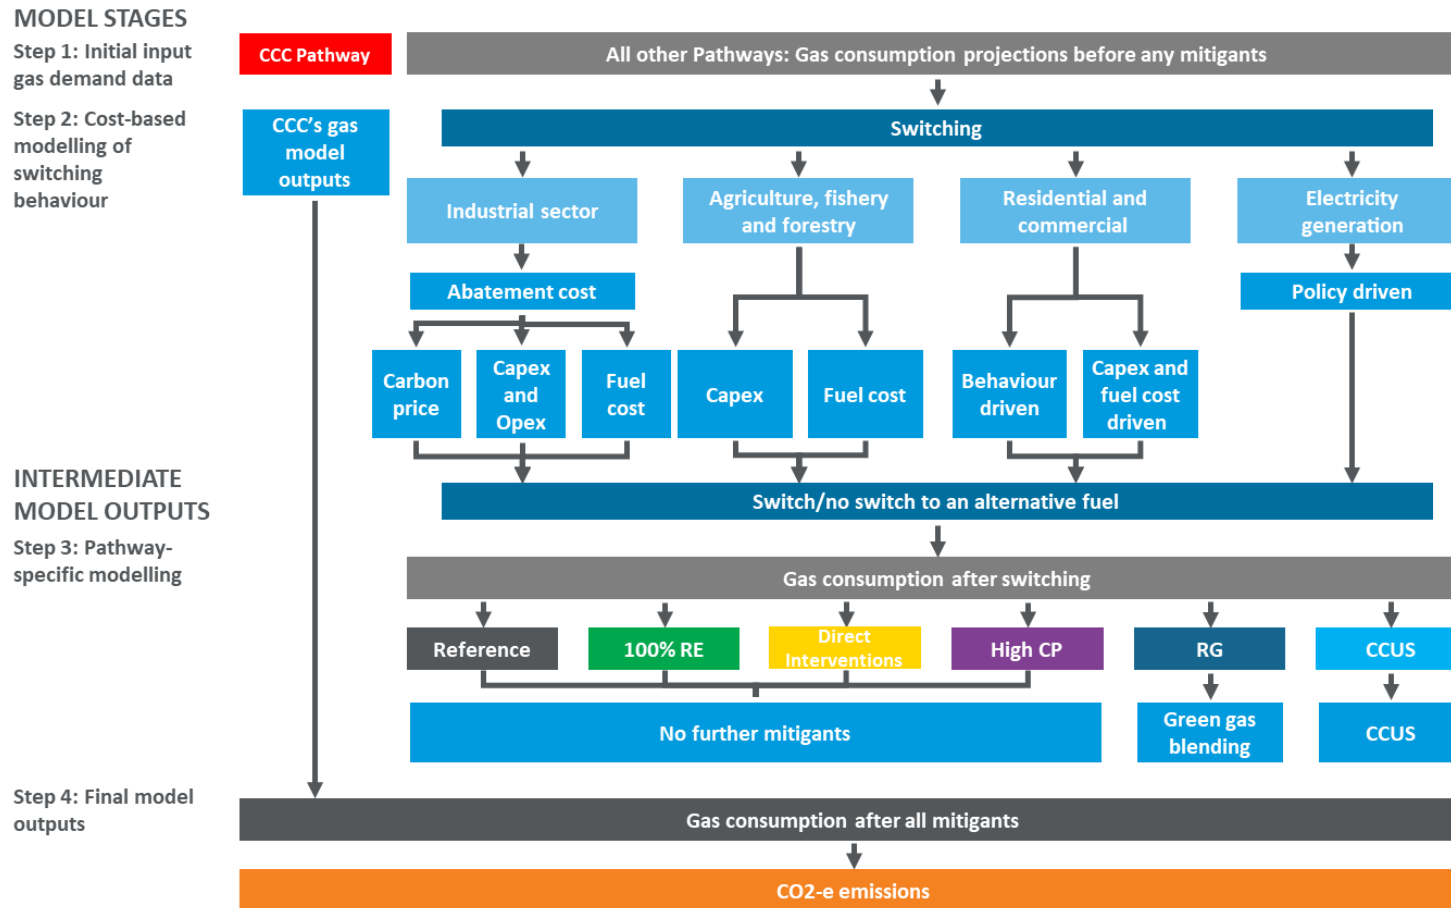 MODEL STAGES
Step 1: Initial input
gas demand data
CCC Pathway
All other Pathways: Gas consumption projections before any mitigants
Step 2: Cost-based
modelling of
switching
behaviour
CCC's gas
model
outputs
Switching
Industrial sector
Agriculture, fishery
and forestry
Residential and
commercial
Electricity
generation
Abatement cost
Policy driven
Carbon
price
Capex
and
Opex
Fuel
cost
Capex
Fuel cost
Behaviour
driven
Capex and
fuel cost
driven
INTERMEDIATE
MODEL OUTPUTS
Switch/no switch to an alternative fuel
Step 3: Pathway-
specific modelling
Gas consumption after switching
Reference
100% RE
Direct
Interventions
High CP
RG
CCUS
No further mitigants
Green gas
blending
CCUS
Step 4: Final model
outputs
Gas consumption after all mitigants
CO2-e emissions